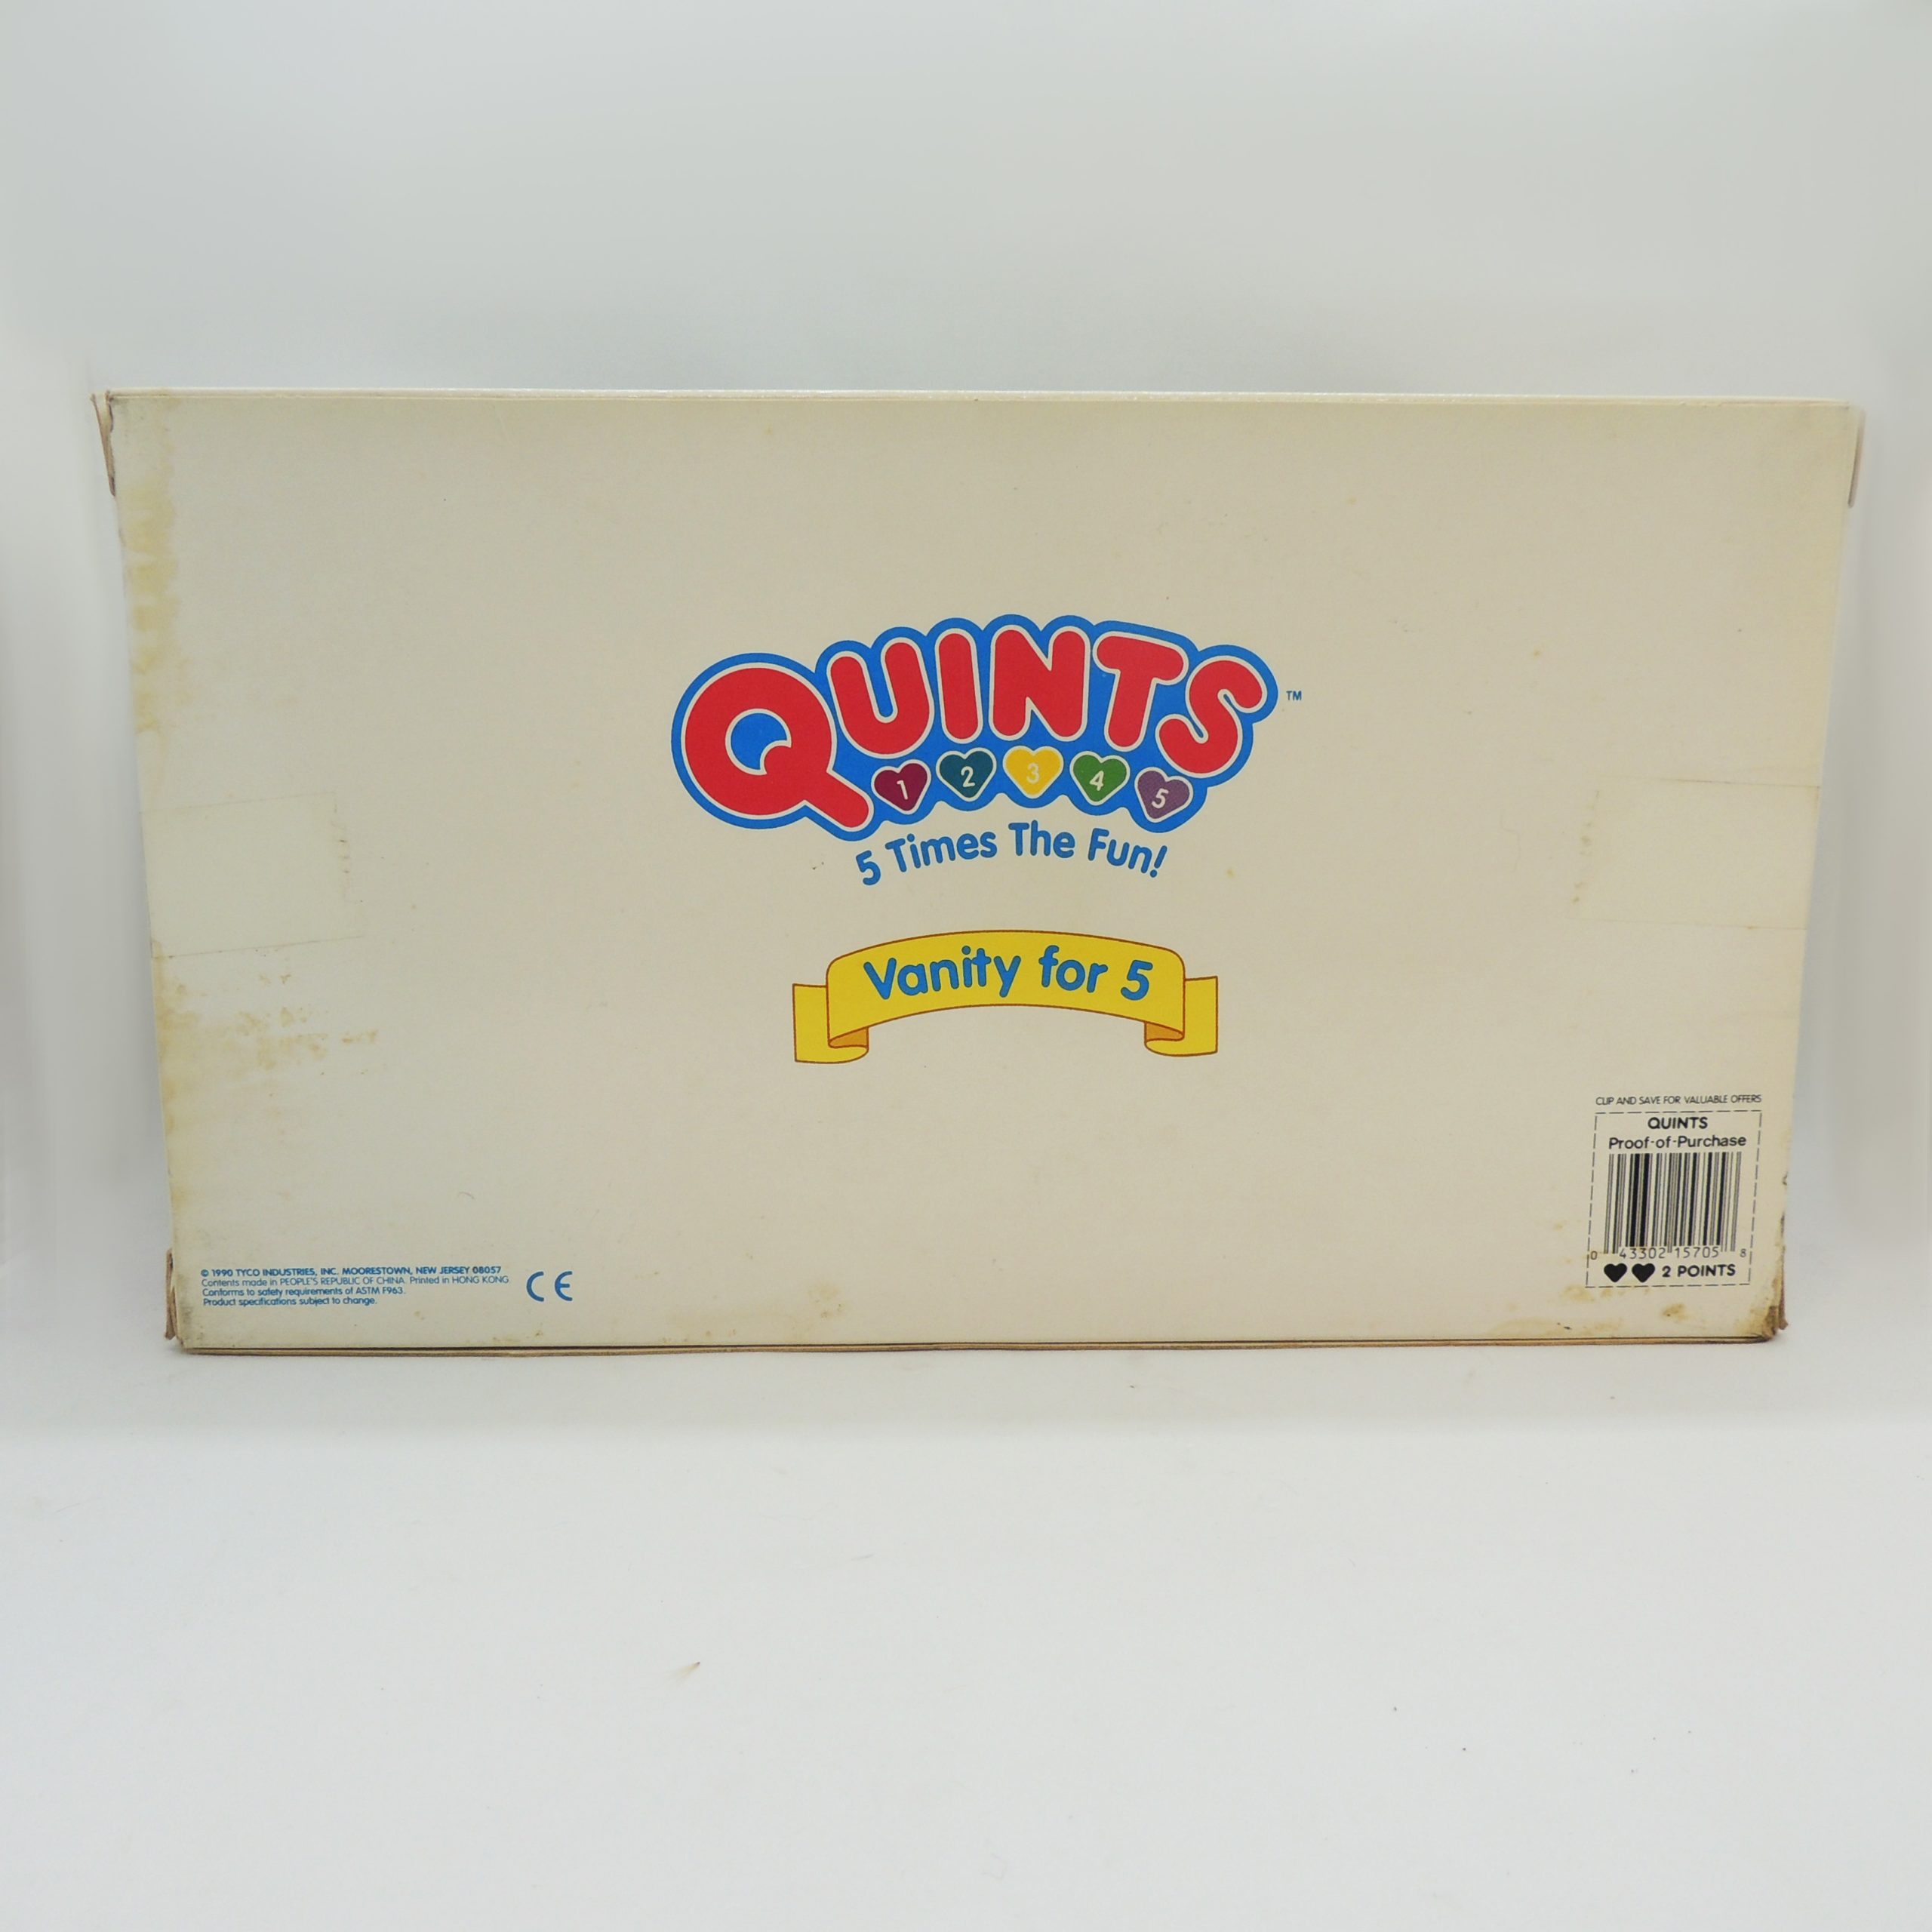 QUINTS ™
1 2 3 4 5
5 Times The Fun!
Vanity for 5
CLIP AND SAVE FOR VALUABLE OFFERS
QUINTS
Proof-of-Purchase
0 43302 15705 8
2 POINTS
© 1990 TYCO INDUSTRIES, INC. MOORESTOWN, NEW JERSEY 08057
Contents made in PEOPLE'S REPUBLIC OF CHINA. Printed in HONG KONG
Conforms to safety requirements of ASTM F963.
Product specifications subject to change.
CE